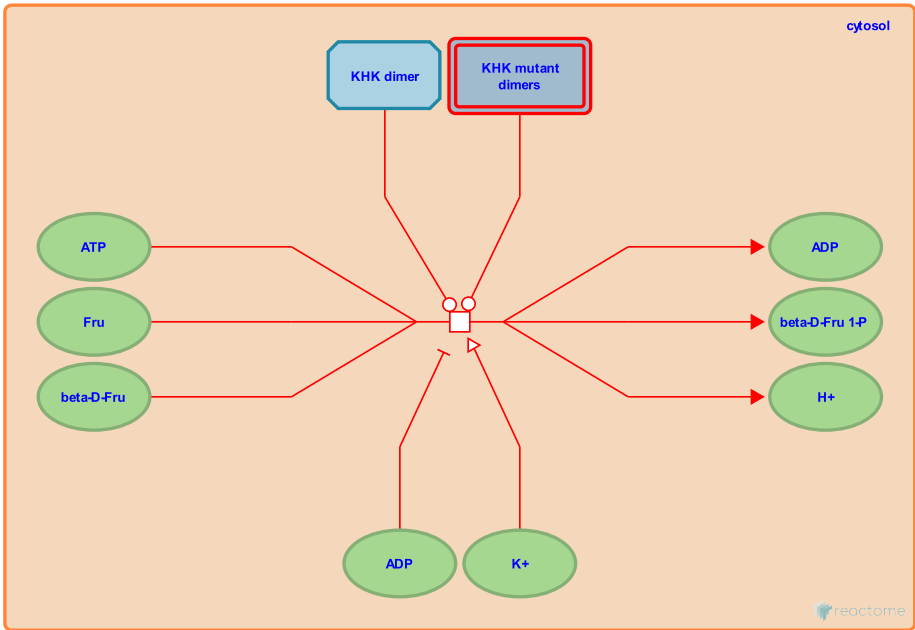 cytosol
KHK dimer
KHK mutant
dimers
ATP
ADP
Fru
beta-D-Fru 1-P
beta-D-Fru
H+
ADP
K+
reactome